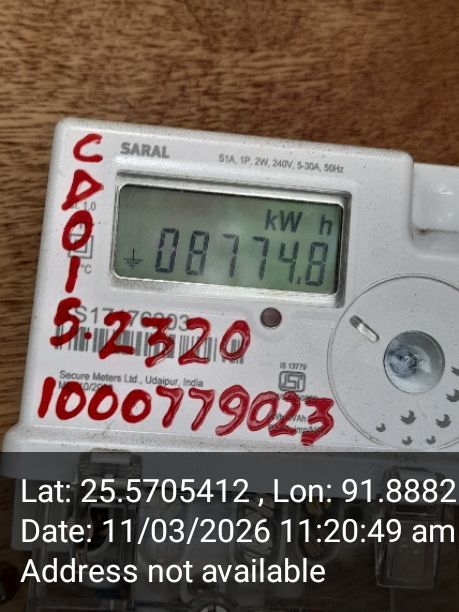 SARAL
S1A, 1P, 2W, 240V, 5-30A, 50Hz
CDOI
1.0
kW h
08774.8
°C
5.2320
IS 13779
Secure Meters Ltd., Udaipur, India
1000779023
Lat: 25.5705412 , Lon: 91.8882
Date: 11/03/2026 11:20:49 am
Address not available